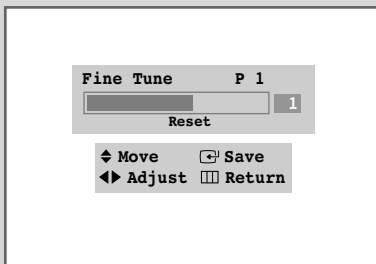 Fine Tune P 1
1
Reset
Move Save
Adjust Return